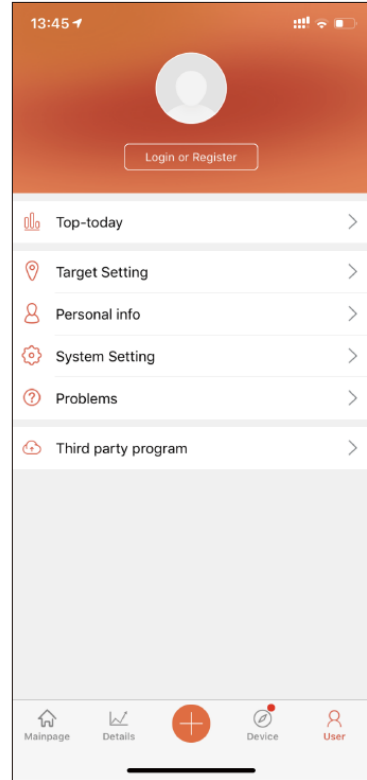 13:45
Login or Register
Top-today
Target Setting
Personal info
System Setting
Problems
Third party program
Mainpage
Details
Device
User